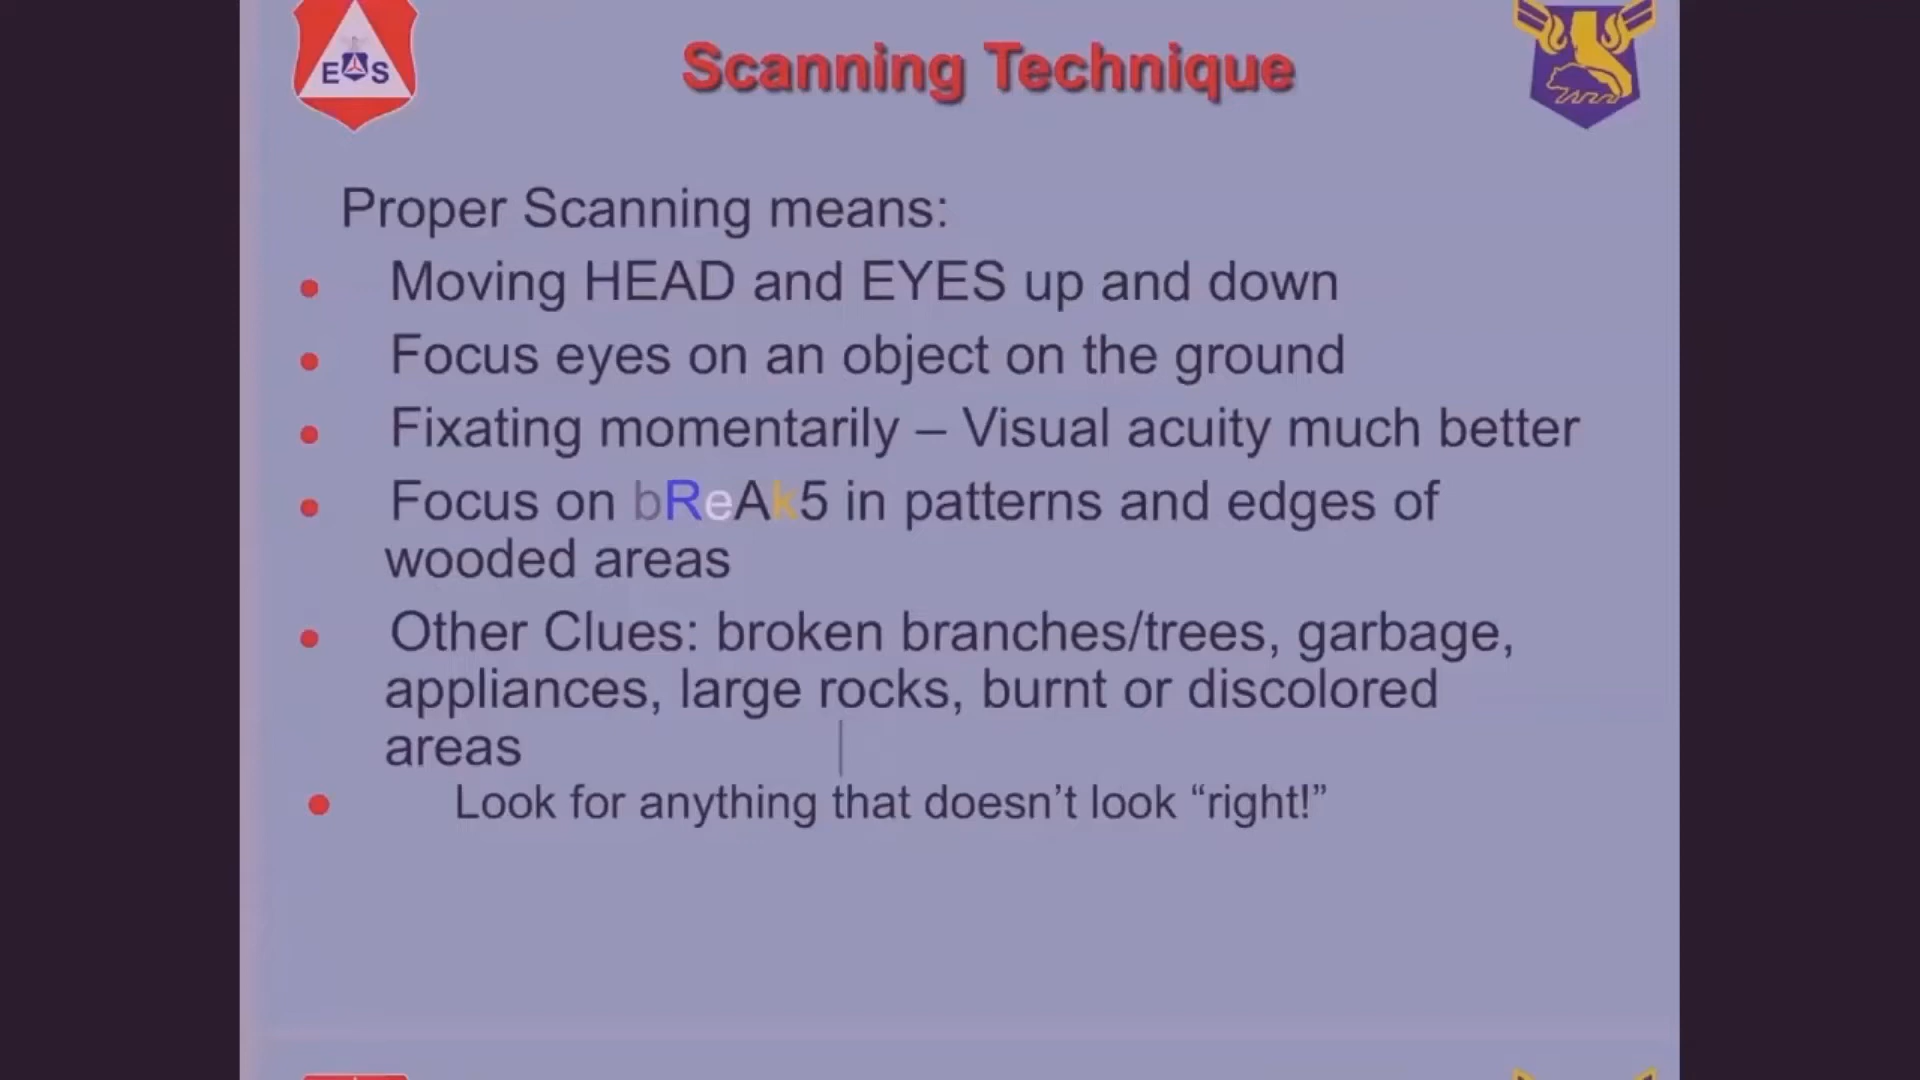 E S
Scanning Technique
Proper Scanning means:
Moving HEAD and EYES up and down
Focus eyes on an object on the ground
Fixating momentarily – Visual acuity much better
Focus on bReAk5 in patterns and edges of
wooded areas
Other Clues: broken branches/trees, garbage,
appliances, large rocks, burnt or discolored
areas
Look for anything that doesn’t look “right!”